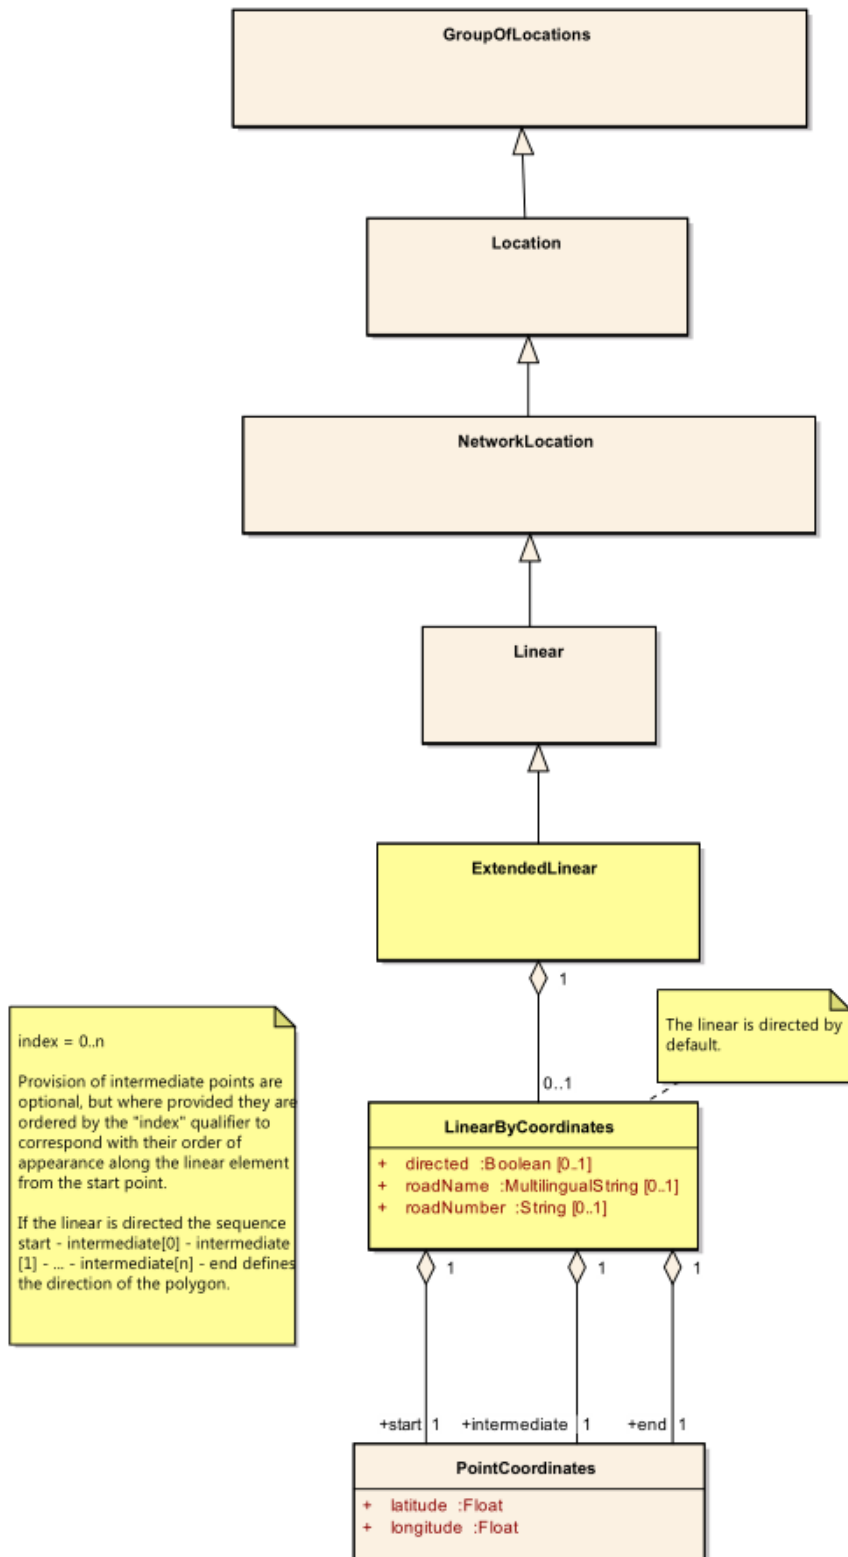 GroupOfLocations
Location
NetworkLocation
Linear
ExtendedLinear
1
index = 0..n
Provision of intermediate points are
optional, but where provided they are
ordered by the "index" qualifier to
correspond with their order of
appearance along the linear element
from the start point.
If the linear is directed the sequence
start - intermediate[0] - intermediate
[1] - ... - intermediate[n] - end defines
the direction of the polygon.
The linear is directed by
default.
0..1
LinearByCoordinates
+ directed :Boolean [0..1]
+ roadName :MultilingualString [0..1]
+ roadNumber :String [0..1]
1 1 1
+start 1 +intermediate 1 +end 1
PointCoordinates
+ latitude :Float
+ longitude :Float